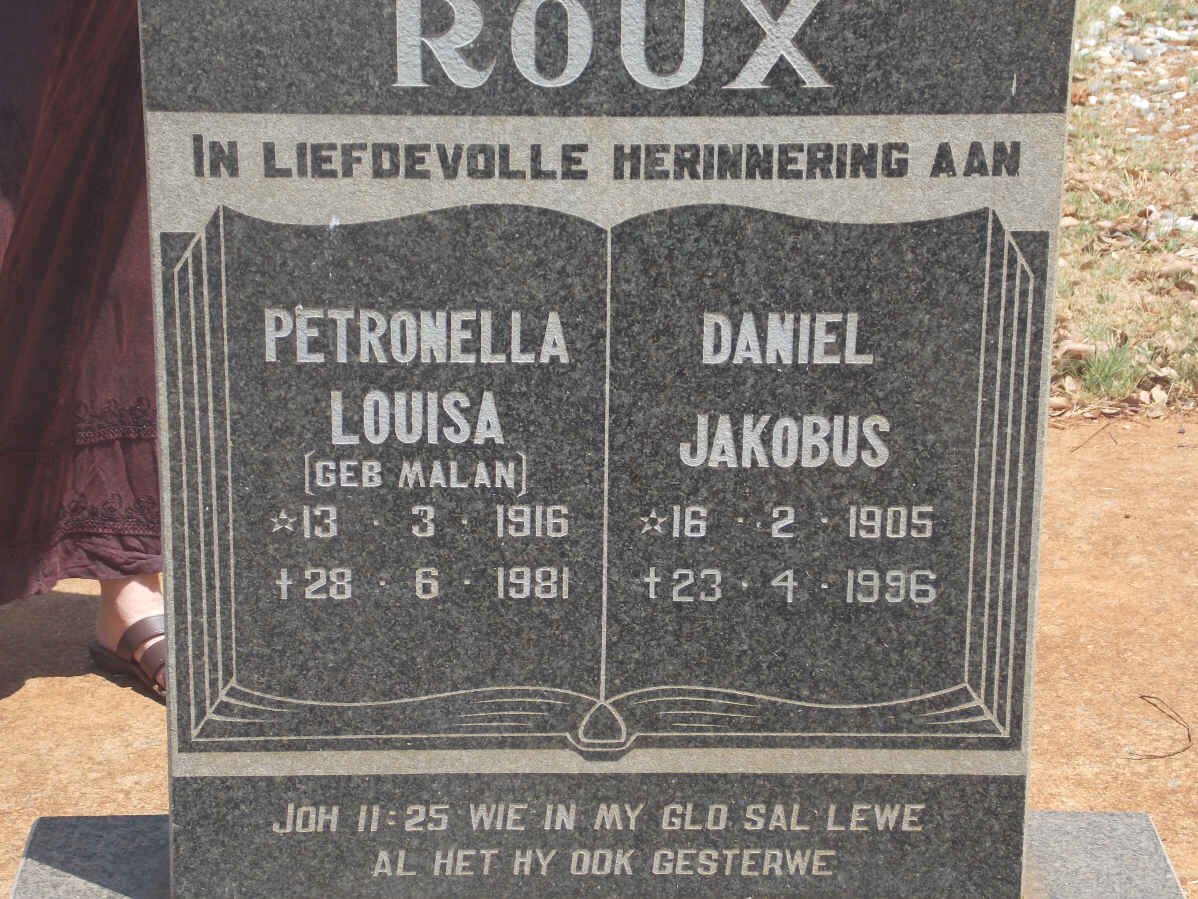 ROUX
IN LIEFDEVOLLE HERINNERING AAN
PETRONELLA
LOUISA
[GEB MALAN]
☆13 · 3 · 1916
†28 · 6 · 1981
DANIEL
JAKOBUS
☆16 · 2 · 1905
†23 · 4 · 1996
JOH 11:25 WIE IN MY GLO SAL LEWE
AL HET HY OOK GESTERWE